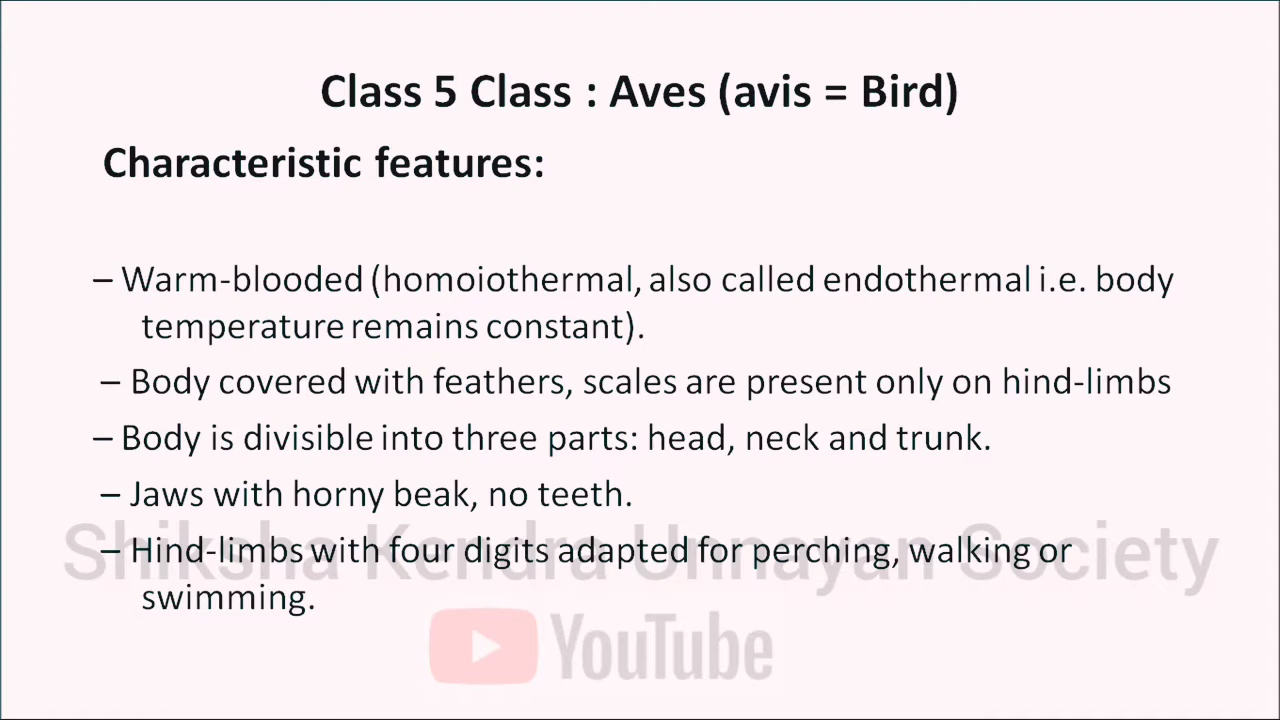 Class 5 Class : Aves (avis = Bird)
Characteristic features:
– Warm-blooded (homoiothermal, also called endothermal i.e. body
temperature remains constant).
– Body covered with feathers, scales are present only on hind-limbs
– Body is divisible into three parts: head, neck and trunk.
– Jaws with horny beak, no teeth.
– Hind-limbs with four digits adapted for perching, walking or
swimming.
Shiksha Kendra Unnayan Society
YouTube